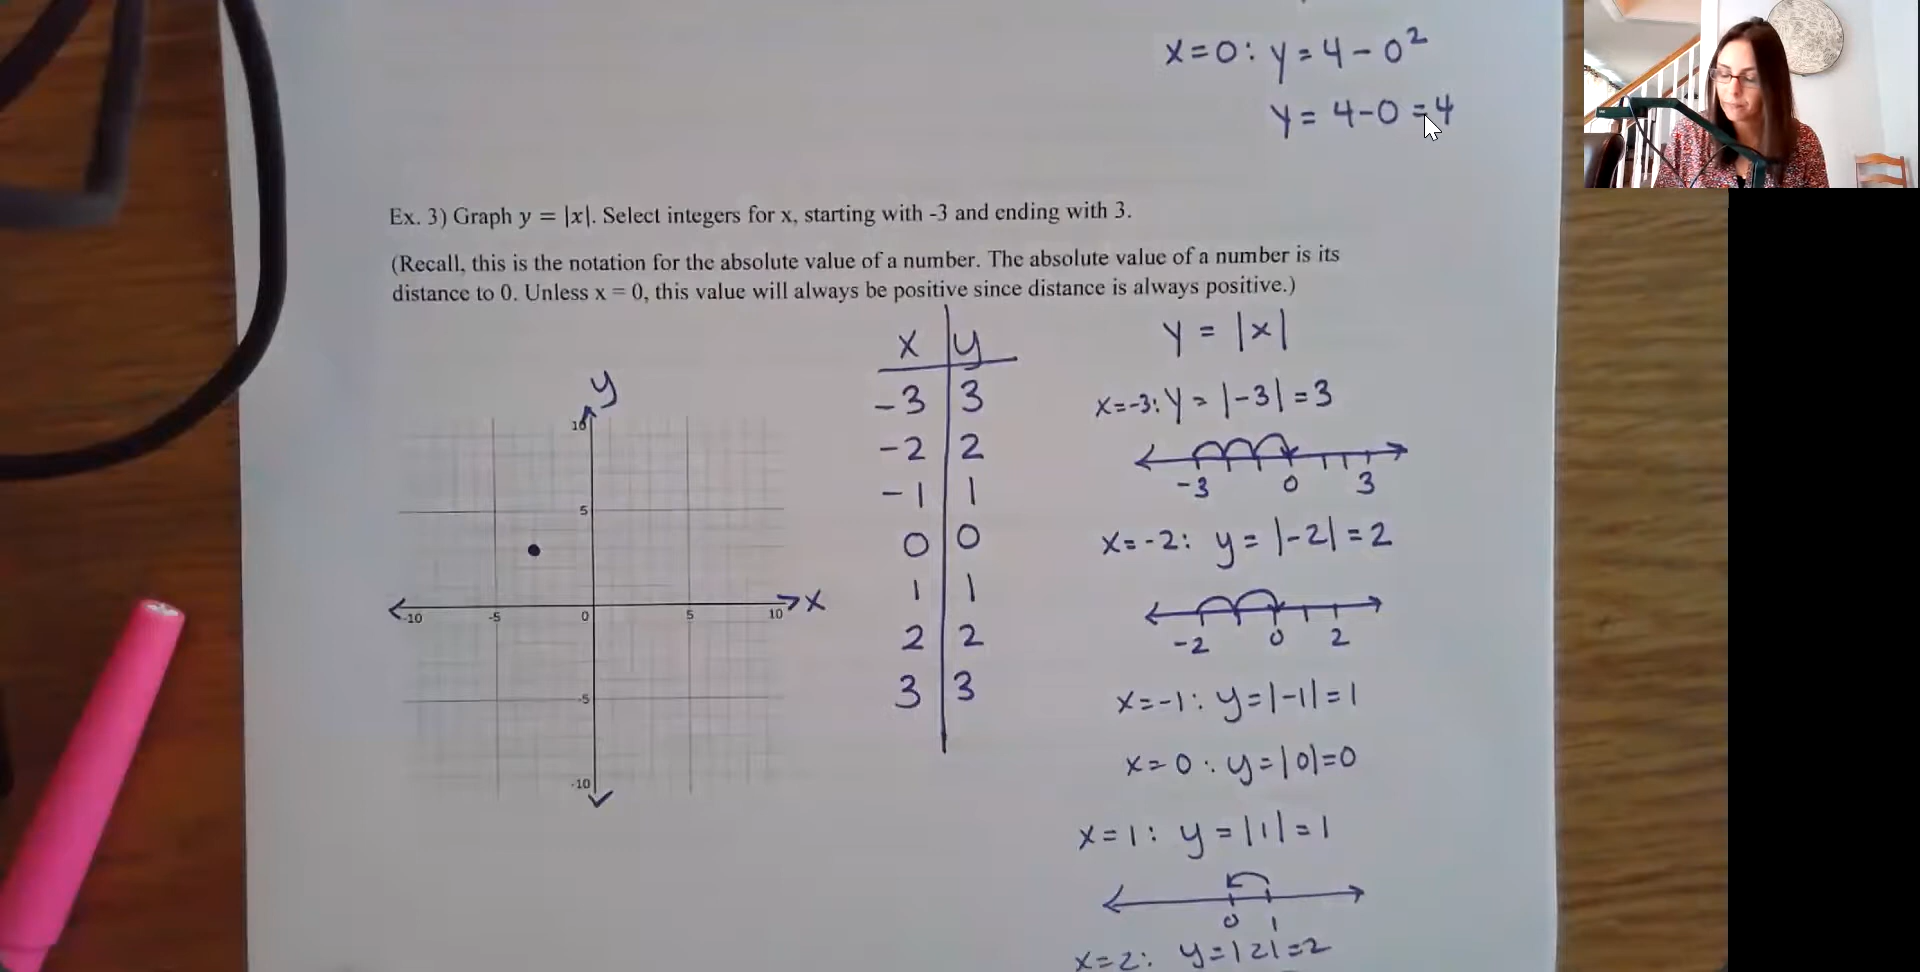 x=0: y=4-0²
y=4-0=4
Ex. 3) Graph y = |x|. Select integers for x, starting with -3 and ending with 3.
(Recall, this is the notation for the absolute value of a number. The absolute value of a number is its
distance to 0. Unless x = 0, this value will always be positive since distance is always positive.)
y
10
5
-10 -5 0 5 10 x
-5
-10
x y
-3 3
-2 2
-1 1
0 0
1 1
2 2
3 3
y = |x|
x=-3: y = |-3| = 3
-3 0 3
x=-2: y = |-2| = 2
-2 0 2
x=-1: y=|-1|=1
x=0: y=|0|=0
x=1: y=|1|=1
0 1
x=2: y=|2|=2